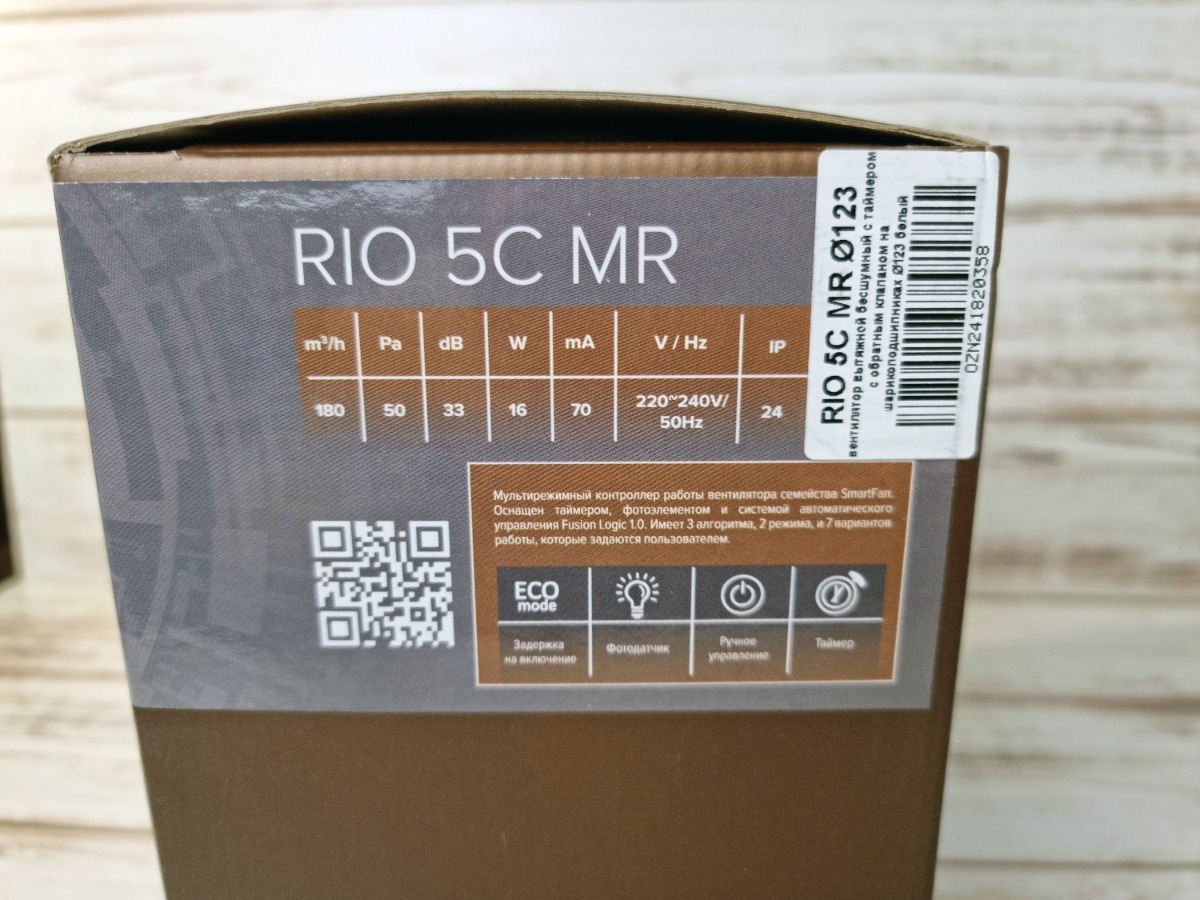 RIO 5C MR
m³/h Pa dB W mA V / Hz IP
180 50 33 16 70 220~240V/ 50Hz 24
RIO 5C MR Ø123
вентилятор вытяжной бесшумный с таймером
с обратным клапаном на
шарикоподшипниках Ø123 белый
OZN241820358
Мультирежимный контроллер работы вентилятора семейства SmartFan.
Оснащен таймером, фотоэлементом и системой автоматического
управления Fusion Logic 1.0. Имеет 3 алгоритма, 2 режима, и 7 вариантов
работы, которые задаются пользователем.
ECO
mode
Задержка
на включение
Фотодатчик
Ручное
управление
Таймер